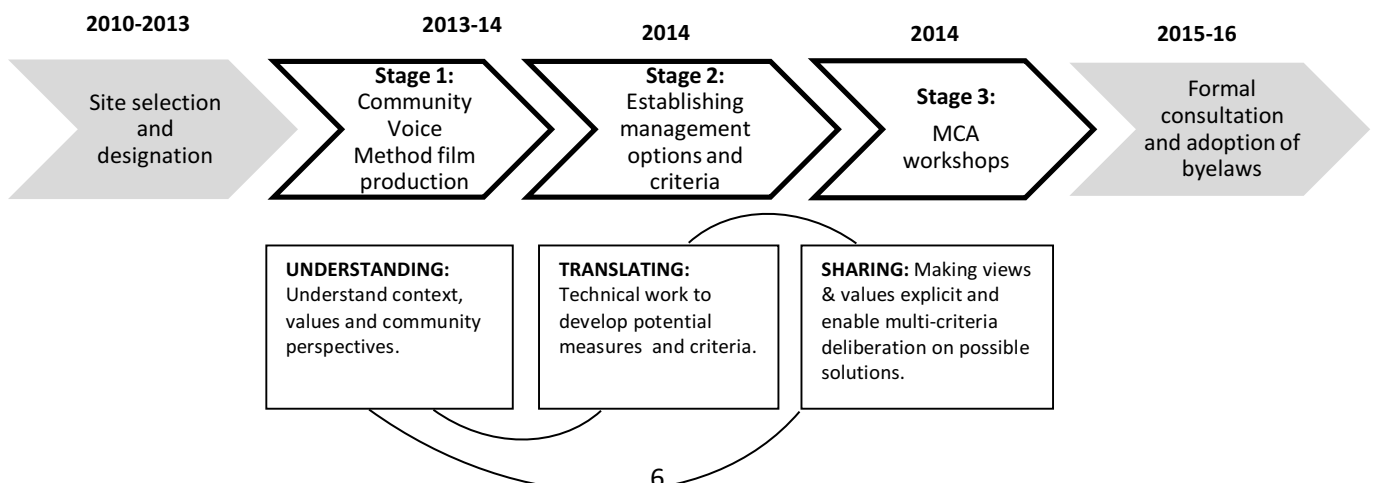 2010-2013
Site selection
and
designation
2013-14
Stage 1:
Community
Voice
Method film
production
2014
Stage 2:
Establishing
management
options and
criteria
2014
Stage 3:
MCA
workshops
2015-16
Formal
consultation
and adoption of
byelaws
UNDERSTANDING:
Understand context,
values and community
perspectives.
TRANSLATING:
Technical work to
develop potential
measures and criteria.
SHARING: Making views
& values explicit and
enable multi-criteria
deliberation on possible
solutions.
6